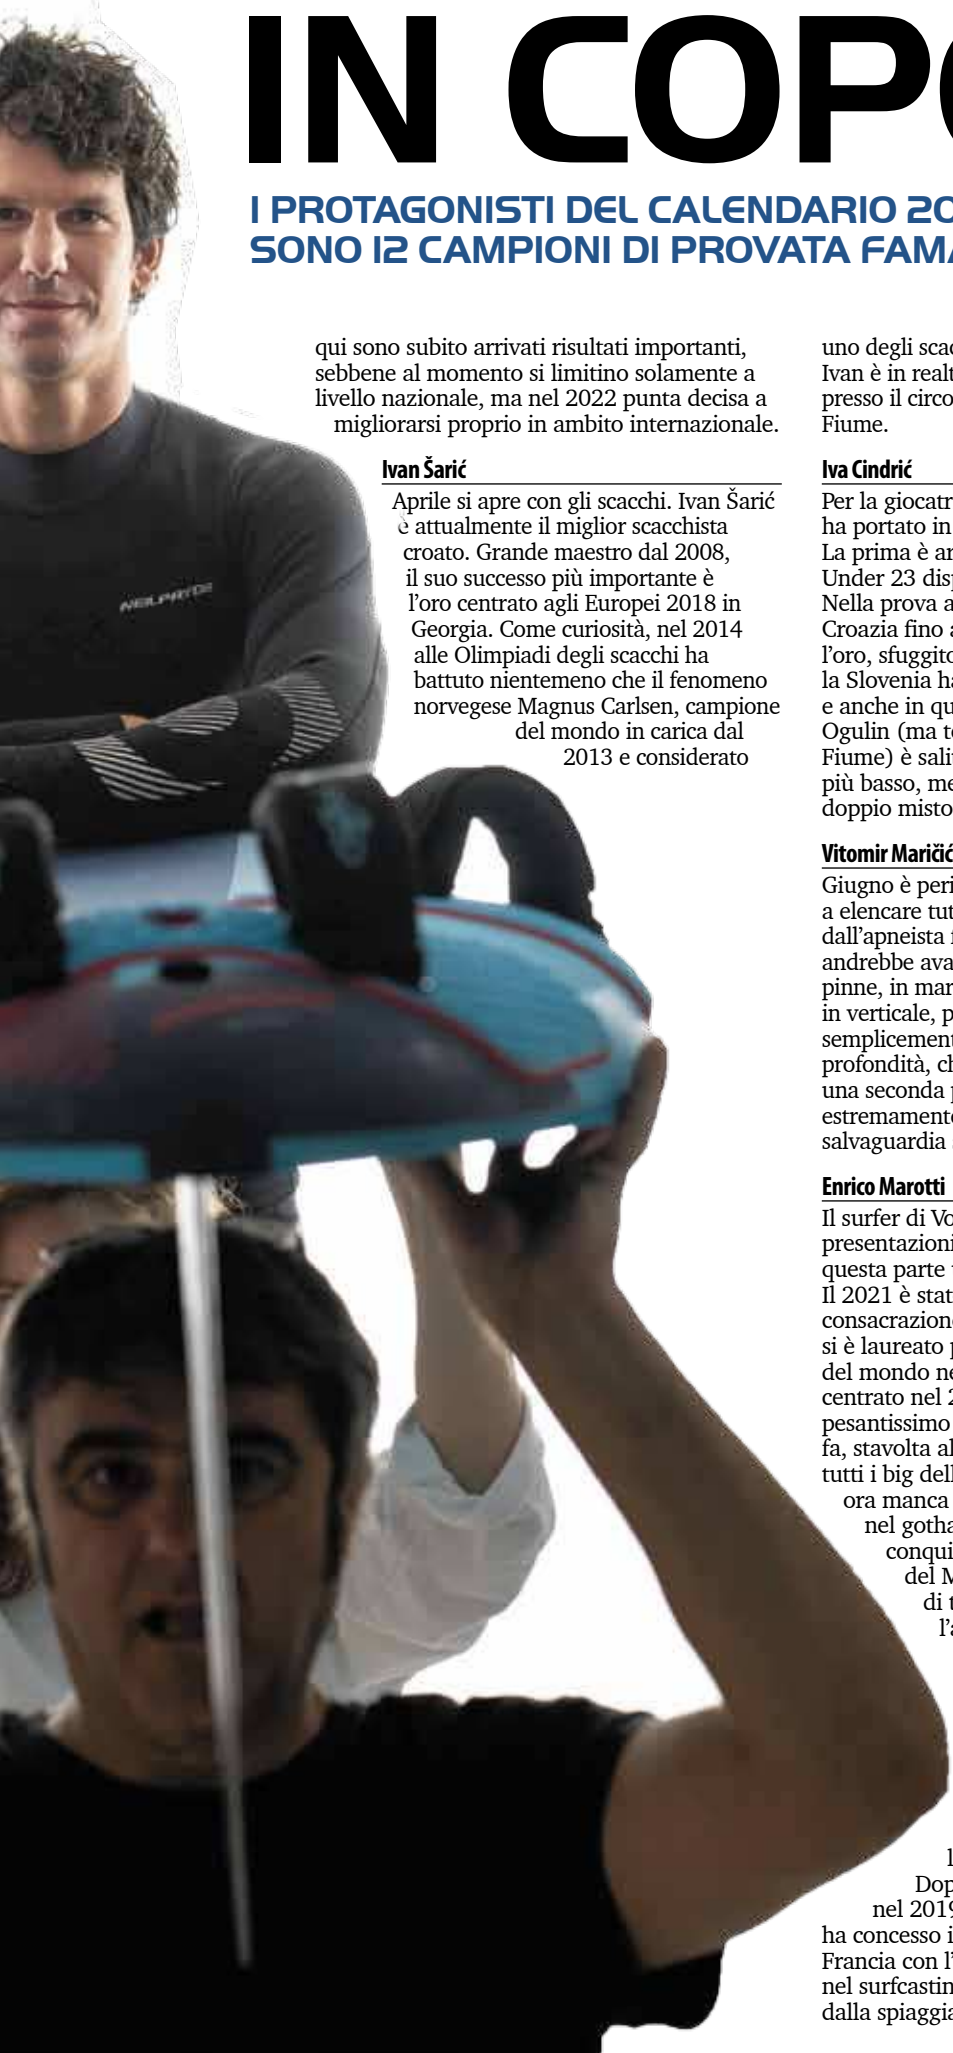 IN COP
I PROTAGONISTI DEL CALENDARIO 20
SONO 12 CAMPIONI DI PROVATA FAMA
qui sono subito arrivati risultati importanti,
sebbene al momento si limitino solamente a
livello nazionale, ma nel 2022 punta decisa a
migliorarsi proprio in ambito internazionale.
Ivan Šarić
Aprile si apre con gli scacchi. Ivan Šarić
è attualmente il miglior scacchista
croato. Grande maestro dal 2008,
il suo successo più importante è
l’oro centrato agli Europei 2018 in
Georgia. Come curiosità, nel 2014
alle Olimpiadi degli scacchi ha
battuto nientemeno che il fenomeno
norvegese Magnus Carlsen, campione
del mondo in carica dal
2013 e considerato
NEILPRYDE
uno degli scac
Ivan è in realt
presso il circo
Fiume.
Iva Cindrić
Per la giocatr
ha portato in
La prima è ar
Under 23 disp
Nella prova a
Croazia fino a
l’oro, sfuggito
la Slovenia ha
e anche in qu
Ogulin (ma te
Fiume) è sali
più basso, me
doppio misto
Vitomir Maričić
Giugno è peri
a elencare tut
dall’apneista f
andrebbe ava
pinne, in mar
in verticale, p
semplicement
profondità, ch
una seconda p
estremamente
salvaguardia
Enrico Marotti
Il surfer di Vo
presentazioni
questa parte
Il 2021 è stat
consacrazione
si è laureato p
del mondo ne
centrato nel 2
pesantissimo
fa, stavolta al
tutti i big dell
ora manca
nel gotha
conqui
del M
di t
l’a
l
Dop
nel 2019
ha concesso i
Francia con l’
nel surfcastin
dalla spiaggia